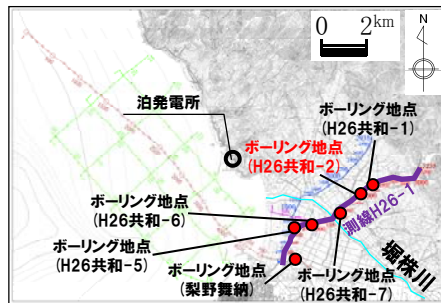 0 2km
N
泊発電所
ボーリング地点
(H26共和-1)
ボーリング地点
(H26共和-2)
ボーリング地点
(H26共和-6)
測線H26-1
ボーリング地点
(H26共和-5)
ボーリング地点
(梨野舞納)
ボーリング地点
(H26共和-7)
堀株川